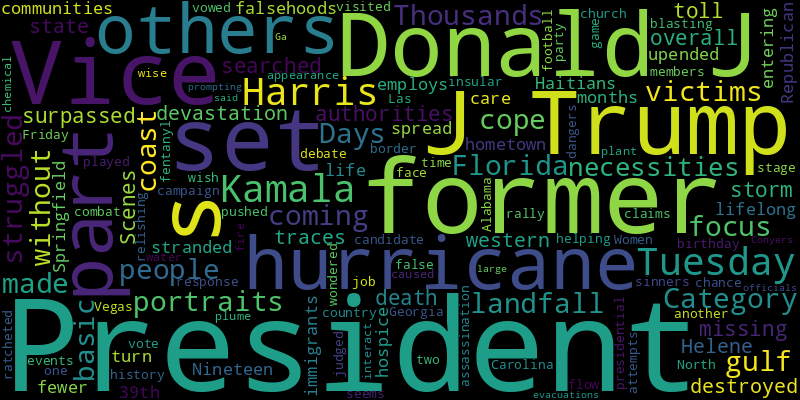 communities
vowed
falsehoods
visited
Thousands
Donald J
football
church
toll
state
others
Ga
party
game
blasting
overall
entering
Republican
Vice
searched
wise
appearance
insular
upended
members
chemical
prompting
said
Harris
employs
Las
Haitians
months
care
victims
surpassed
devastation
authorities
coast
set
fentanyl
Days
spread
J Trump
cope
dangers
Friday
played
debate
border
hometown
plant
struggled
without
part
Springfield
Scenes
life
time
face
Florida
necessities
stage
wish
campaign
Kamala
former
storm
combat
relishing
s
pushed
coming
Alabama
rally
claims
lifelong
focus
stranded
fire
traces
candidate
western
helping
Women
birthday
Conyers
made
people
water
response
hurricane
wondered
false
caused
job
large
Tuesday
sinners
chance
officials
ratcheted
basic
Vegas
portraits
plume
President
immigrants
country
death
Georgia
landfall
assassination
Category
another
missing
vote
turn
judged
interact
hospice
two
Carolina
presidential
attempts
Helene
North
gulf
events
one
history
Nineteen
fewer
39th
seems
flow
evacuations
destroyed